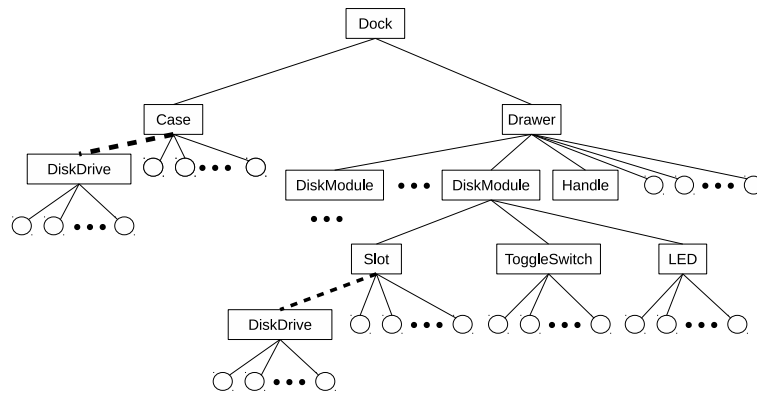 Dock
Case
Drawer
DiskDrive
DiskModule
DiskModule
Handle
Slot
ToggleSwitch
LED
DiskDrive